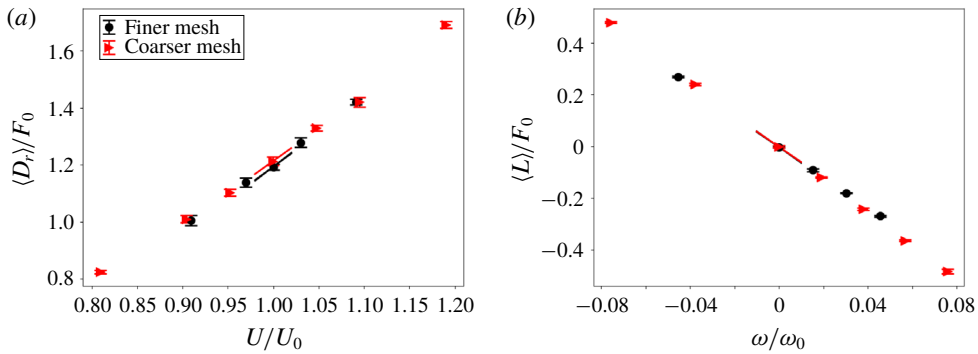 (a)
Finer mesh
Coarser mesh
⟨D_r⟩/F_0
1.6
1.4
1.2
1.0
0.8
0.80 0.85 0.90 0.95 1.00 1.05 1.10 1.15 1.20
U/U_0
(b)
⟨L⟩/F_0
0.4
0.2
0
−0.2
−0.4
−0.08 −0.04 0 0.04 0.08
ω/ω_0